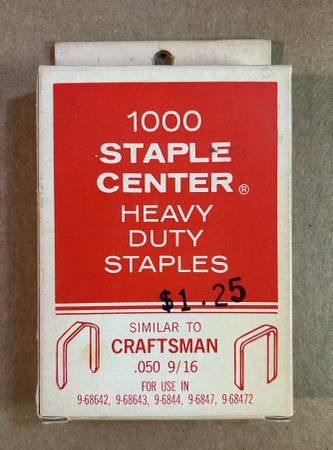 1000
STAPLE
CENTER®
HEAVY
DUTY
STAPLES
$1.25
SIMILAR TO
CRAFTSMAN
.050 9/16
FOR USE IN
9-68642, 9-68643, 9-6844, 9-6847, 9-68472